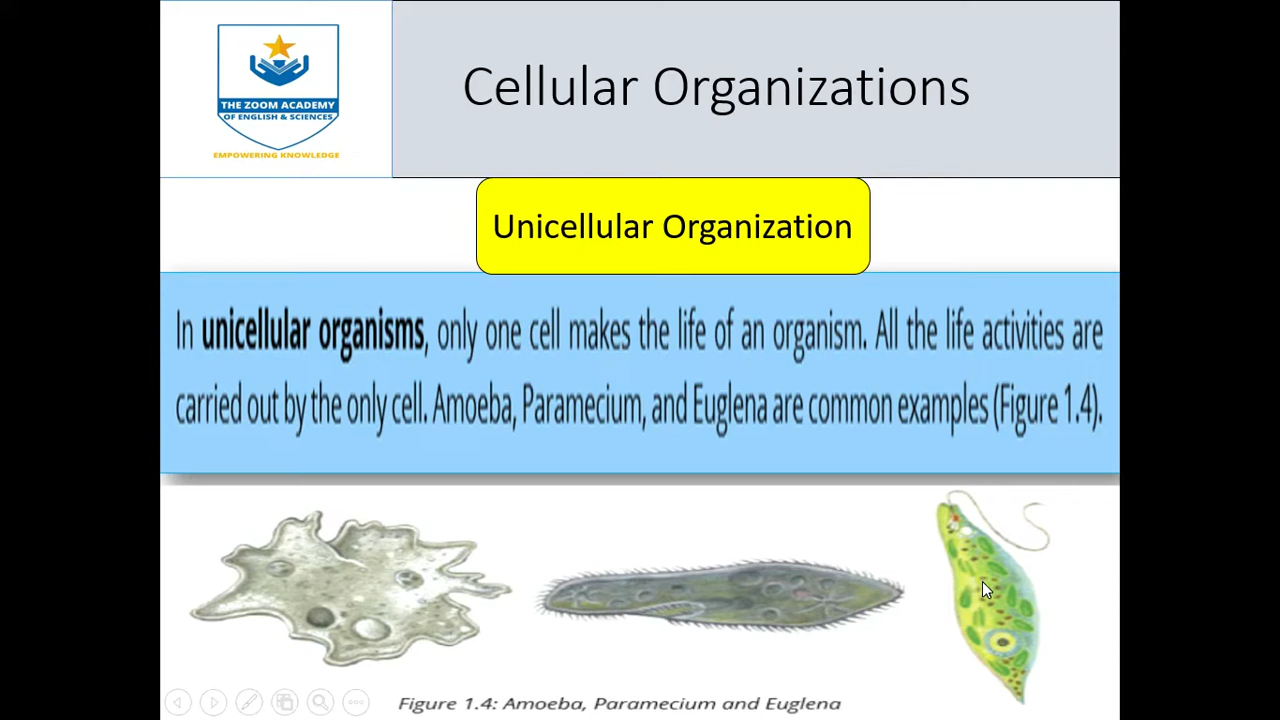 THE ZOOM ACADEMY
OF ENGLISH & SCIENCES
EMPOWERING KNOWLEDGE
Cellular Organizations
Unicellular Organization
In unicellular organisms, only one cell makes the life of an organism. All the life activities are
carried out by the only cell. Amoeba, Paramecium, and Euglena are common examples (Figure 1.4).
Figure 1.4: Amoeba, Paramecium and Euglena